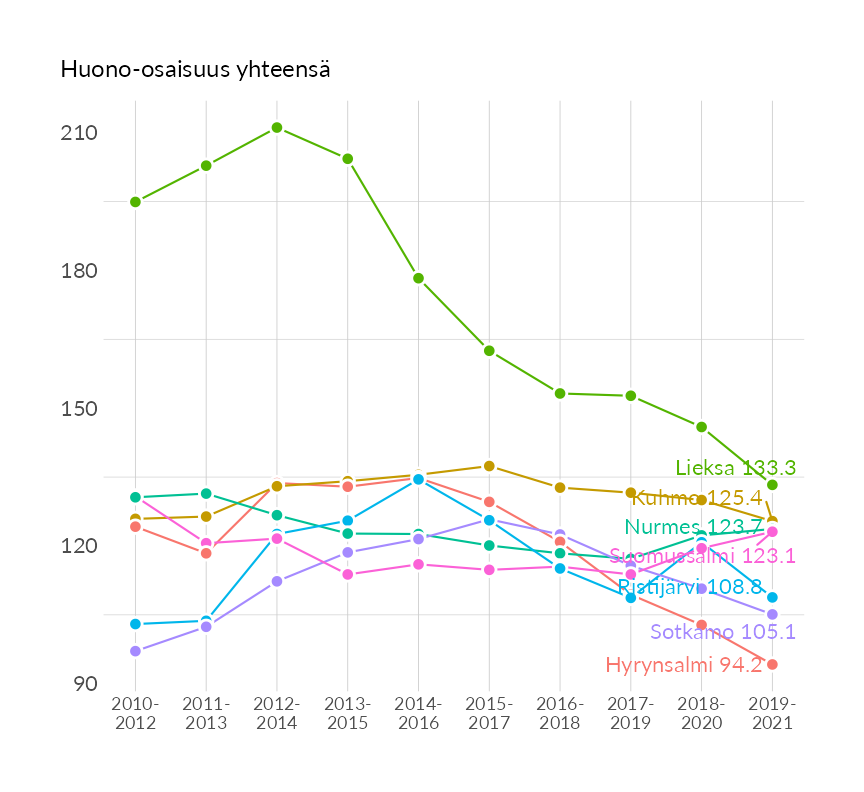 Huono-osaisuus yhteensä
210
180
150
120
90
Lieksa 133.3
Kuhmo 125.4
Nurmes 123.7
Suomussalmi 123.1
Ristijärvi 108.8
Sotkamo 105.1
Hyrynsalmi 94.2
2010- 2011- 2012- 2013- 2014- 2015- 2016- 2017- 2018- 2019-
2012 2013 2014 2015 2016 2017 2018 2019 2020 2021